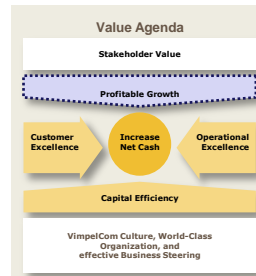 Value Agenda
Stakeholder Value
Profitable Growth
Customer
Excellence
Increase
Net Cash
Operational
Excellence
Capital Efficiency
VimpelCom Culture, World-Class
Organization, and
effective Business Steering